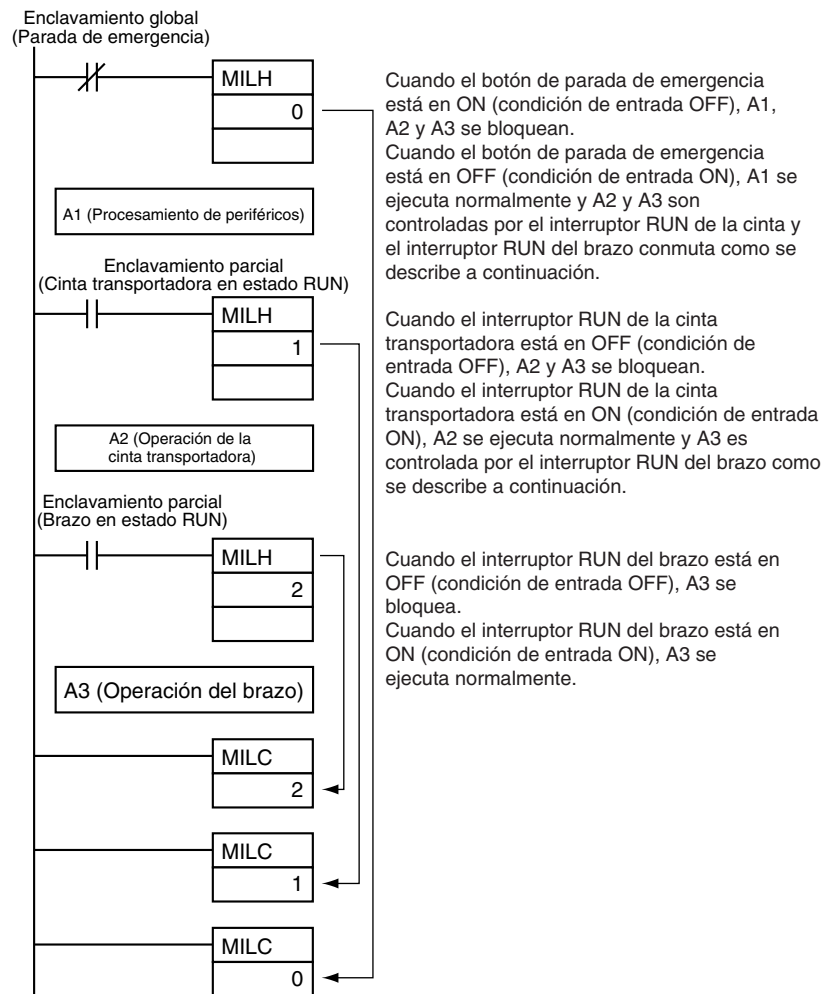 Enclavamiento global
(Parada de emergencia)
MILH
0
Cuando el botón de parada de emergencia
está en ON (condición de entrada OFF), A1,
A2 y A3 se bloquean.
Cuando el botón de parada de emergencia
está en OFF (condición de entrada ON), A1 se
ejecuta normalmente y A2 y A3 son
controladas por el interruptor RUN de la cinta y
el interruptor RUN del brazo conmuta como se
describe a continuación.
A1 (Procesamiento de periféricos)
Enclavamiento parcial
(Cinta transportadora en estado RUN)
MILH
1
Cuando el interruptor RUN de la cinta
transportadora está en OFF (condición de
entrada OFF), A2 y A3 se bloquean.
Cuando el interruptor RUN de la cinta
transportadora está en ON (condición de entrada
ON), A2 se ejecuta normalmente y A3 es
controlada por el interruptor RUN del brazo como
se describe a continuación.
A2 (Operación de la
cinta transportadora)
Enclavamiento parcial
(Brazo en estado RUN)
MILH
2
Cuando el interruptor RUN del brazo está en
OFF (condición de entrada OFF), A3 se
bloquea.
Cuando el interruptor RUN del brazo está en
ON (condición de entrada ON), A3 se
ejecuta normalmente.
A3 (Operación del brazo)
MILC
2
MILC
1
MILC
0